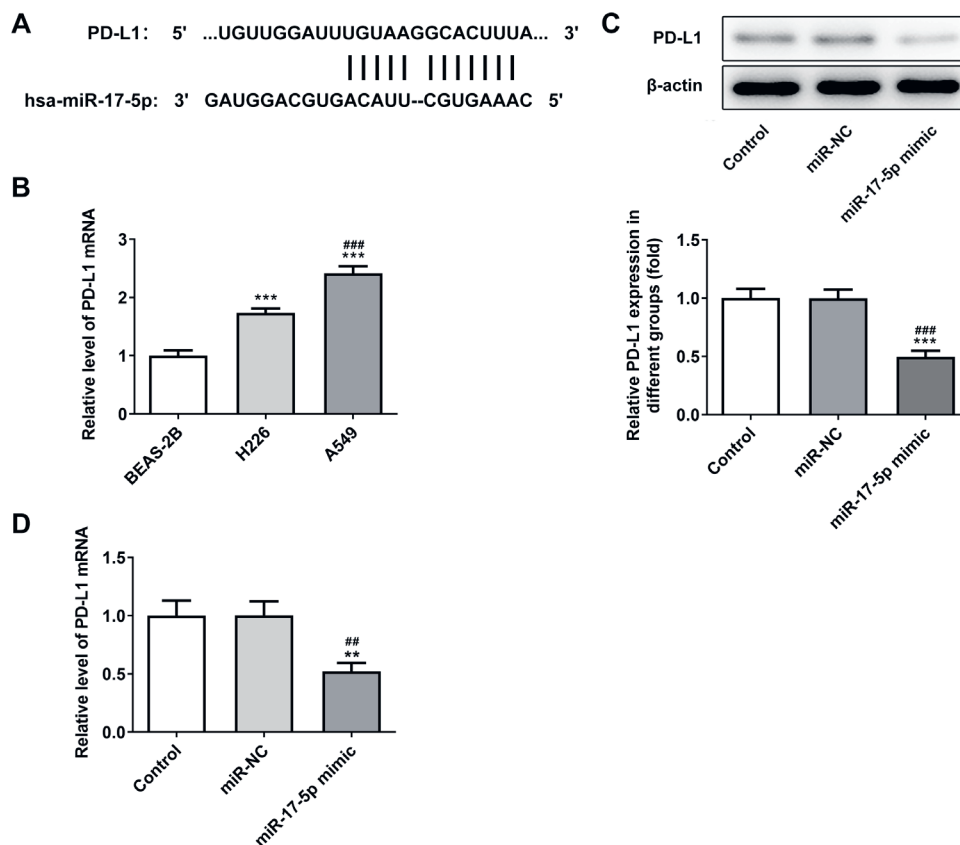 A
PD-L1: 5' ...UGUUGGAUUUGUAAGGCACUUUA... 3'
hsa-miR-17-5p: 3' GAUGGACGUGACAUU--CGUGAAAC 5'
B
Relative level of PD-L1 mRNA
3
2
1
0
***
###
***
BEAS-2B
H226
A549
C
PD-L1
β-actin
Control
miR-NC
miR-17-5p mimic
Relative PD-L1 expression in
different groups (fold)
1.5
1.0
0.5
0.0
###
***
Control
miR-NC
miR-17-5p mimic
D
Relative level of PD-L1 mRNA
1.5
1.0
0.5
0.0
##
**
Control
miR-NC
miR-17-5p mimic